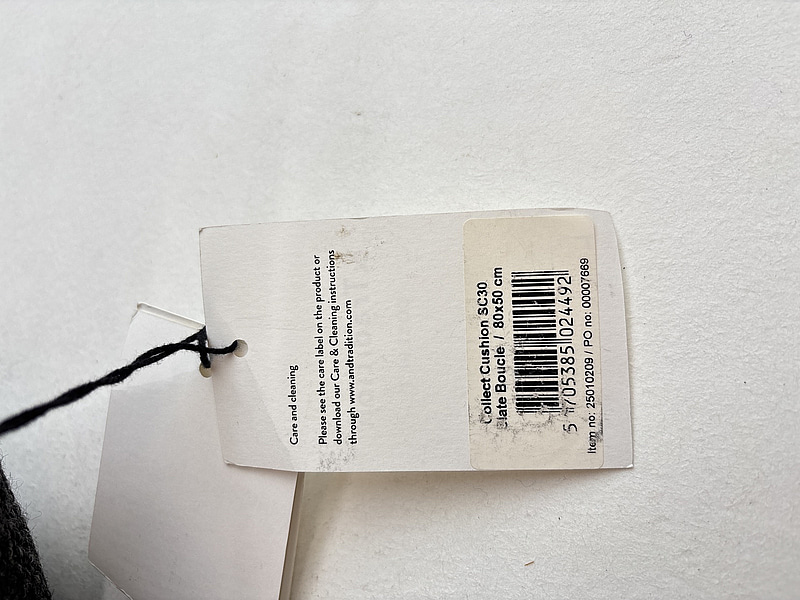 Care and cleaning
Please see the care label on the product or
download our Care & Cleaning instructions
through www.andtradition.com
Collect Cushion SC30
Slate Boucle / 80x50 cm
5 705385 024492
Item no: 25010209 / PO no: 00007669